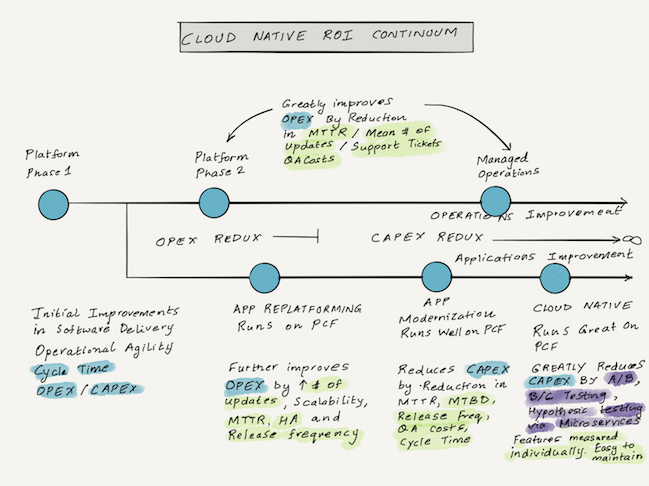 CLOUD NATIVE ROI CONTINUUM
Greatly improves
OPEX By Reduction
in MTTR / Mean # of
updates / Support Tickets
QA Costs
Platform
Phase 1
Platform
Phase 2
Managed
Operations
OPERATIONS Improvement
OPEX REDUX
CAPEX REDUX
∞
Applications Improvement
Initial Improvements
in Software Delivery
Operational Agility
Cycle Time
OPEX / CAPEX
APP REPLATFORMING
Runs on PCF
Further improves
OPEX by ↑ # of
updates, Scalability,
MTTR, HA and
Release frequency
APP
Modernization
Runs Well on PCF
Reduces CAPEX
by Reduction in
MTTR, MTBD,
Release Freq,
QA costs,
Cycle Time
CLOUD NATIVE
Runs Great On
PCF
GREATLY Reduces
CAPEX By A/B,
B/G Testing,
Hypothesis testing
via Microservices
Features measured
individually. Easy to
maintain